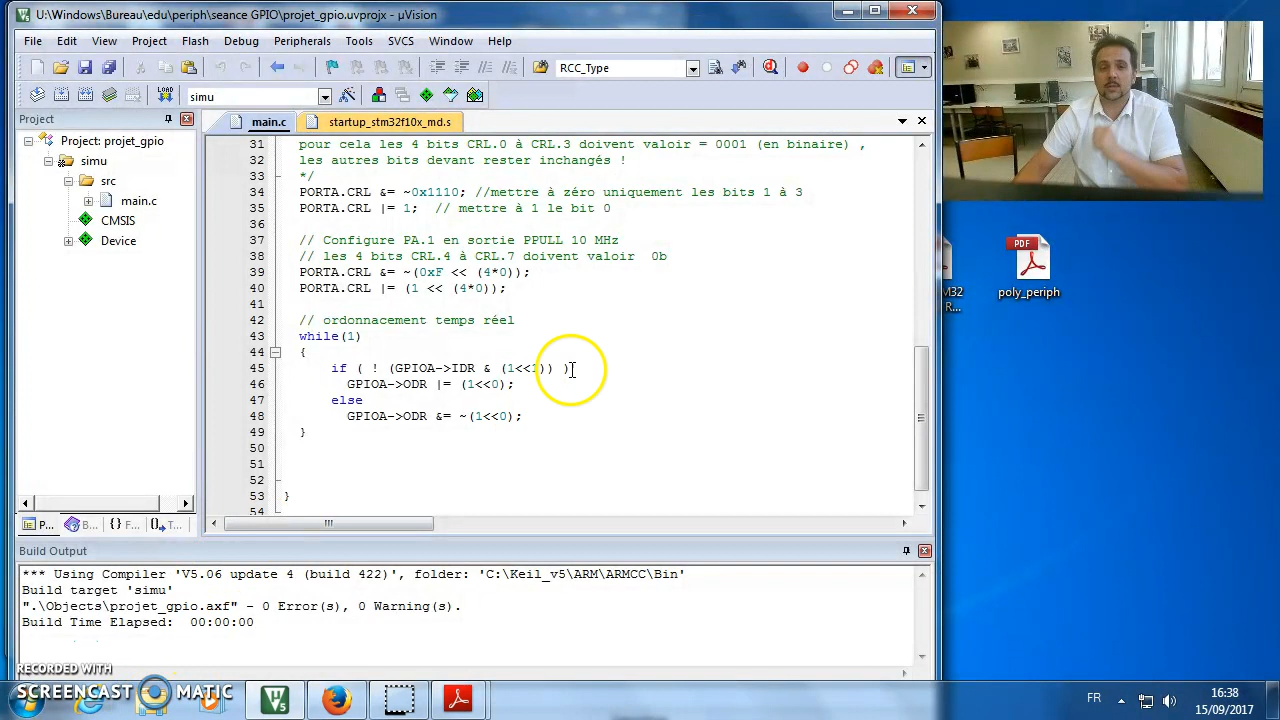 U:\Windows\Bureau\edu\periph\seance GPIO\projet_gpio.uvprojx - µVision
File Edit View Project Flash Debug Peripherals Tools SVCS Window Help
RCC_Type
LOAD simu
Project
main.c startup_stm32f10x_md.s
Project: projet_gpio
simu
src
main.c
CMSIS
Device
31 pour cela les 4 bits CRL.0 à CRL.3 doivent valoir = 0001 (en binaire) ,
32 les autres bits devant rester inchangés !
33 */
34 PORTA.CRL &= ~0x1110; //mettre à zéro uniquement les bits 1 à 3
35 PORTA.CRL |= 1; // mettre à 1 le bit 0
36
37 // Configure PA.1 en sortie PPULL 10 MHz
38 // les 4 bits CRL.4 à CRL.7 doivent valoir 0b
39 PORTA.CRL &= ~(0xF << (4*0));
40 PORTA.CRL |= (1 << (4*0));
41
42 // ordonnacement temps réel
43 while(1)
44 {
45 if ( ! (GPIOA->IDR & (1<<1)) )
46 GPIOA->ODR |= (1<<0);
47 else
48 GPIOA->ODR &= ~(1<<0);
49 }
50
51
52
53 }
54
P... B... {} F... T...
Build Output
*** Using Compiler 'V5.06 update 4 (build 422)', folder: 'C:\Keil_v5\ARM\ARMCC\Bin'
Build target 'simu'
".\Objects\projet_gpio.axf" - 0 Error(s), 0 Warning(s).
Build Time Elapsed: 00:00:00
PDF
M32 poly_periph
R...
RECORDED WITH
SCREENCAST MATIC
FR 16:38
15/09/2017